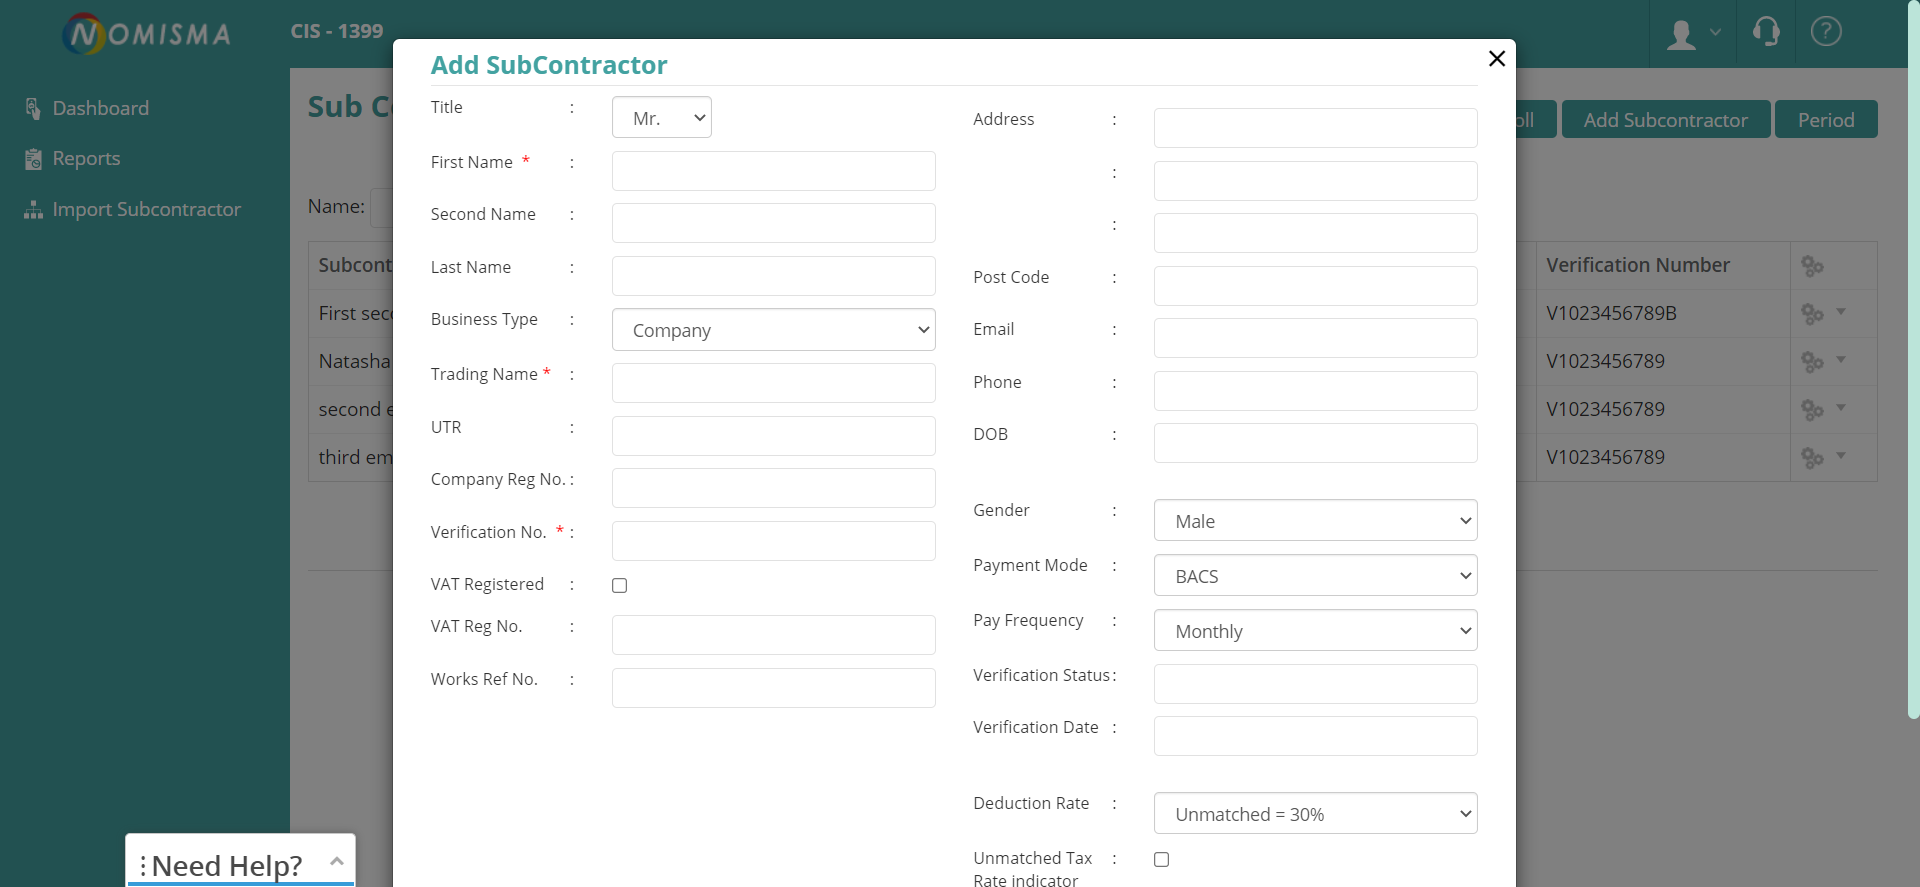 NOMISMA
CIS - 1399
Dashboard
Reports
Import Subcontractor
Sub C
oll
Add Subcontractor
Period
Name:
Subcont
Verification Number
First sec
V1023456789B
Natasha
V1023456789
second e
V1023456789
third em
V1023456789
Add SubContractor
Title :
Mr.
First Name * :
Second Name :
Last Name :
Business Type :
Company
Trading Name * :
UTR :
Company Reg No. :
Verification No. * :
VAT Registered :
VAT Reg No. :
Works Ref No. :
Address :
:
:
Post Code :
Email :
Phone :
DOB :
Gender :
Male
Payment Mode :
BACS
Pay Frequency :
Monthly
Verification Status :
Verification Date :
Deduction Rate :
Unmatched = 30%
Unmatched Tax :
Rate indicator
Need Help?